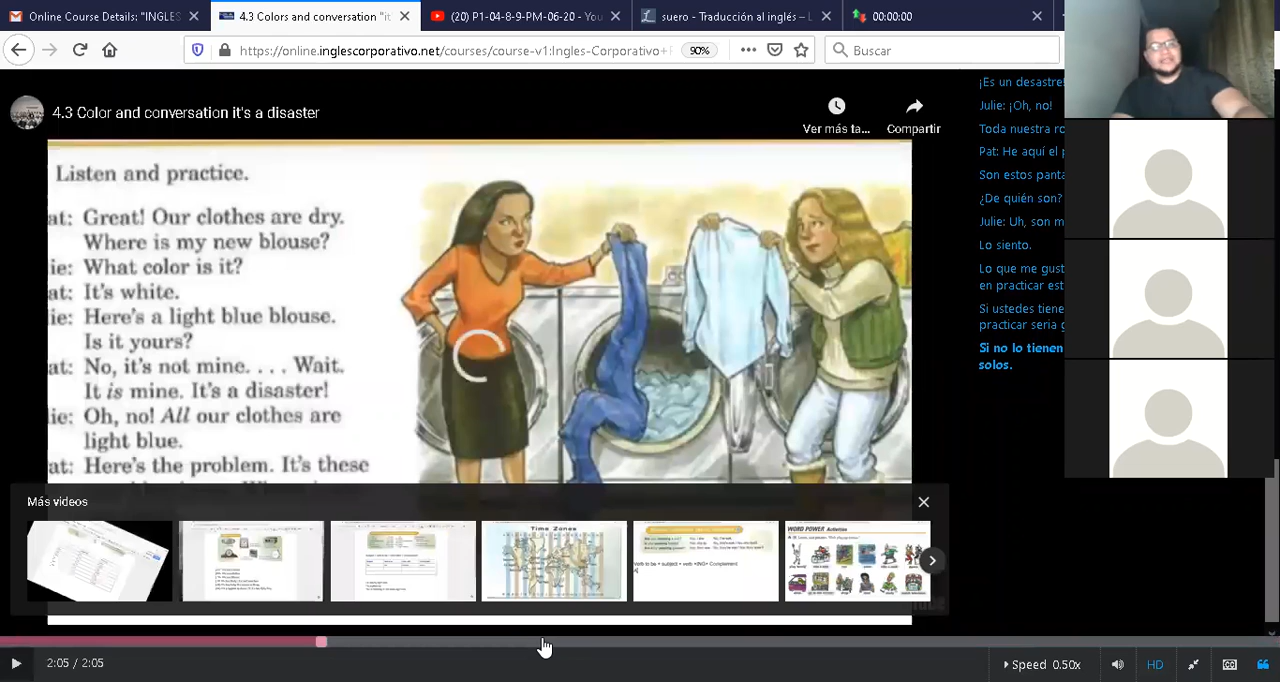 Online Course Details: "INGLES
4.3 Colors and conversation "it
(20) P1-04-8-9-PM-06-20 - You
suero - Traducción al inglés – L
00:00:00
https://online.inglescorporativo.net/courses/course-v1:Ingles-Corporativo+
90%
Buscar
4.3 Color and conversation it's a disaster
Ver más ta...
Compartir
Listen and practice.
at: Great! Our clothes are dry.
Where is my new blouse?
ie: What color is it?
at: It's white.
ie: Here's a light blue blouse.
Is it yours?
at: No, it's not mine. . . . Wait.
It is mine. It's a disaster!
ie: Oh, no! All our clothes are
light blue.
at: Here's the problem. It's these
¡Es un desastre!
Julie: ¡Oh, no!
Toda nuestra ro
Pat: He aquí el p
Son estos panta
¿De quién son?
Julie: Uh, son m
Lo siento.
Lo que me gust
en practicar est
Si ustedes tiene
practicar seria g
Si no lo tienen
solos.
Más videos
Time Zones
WORD POWER Activities
Verb to be + subject + verb +ING+ Complement
2:05 / 2:05
Speed 0.50x
HD